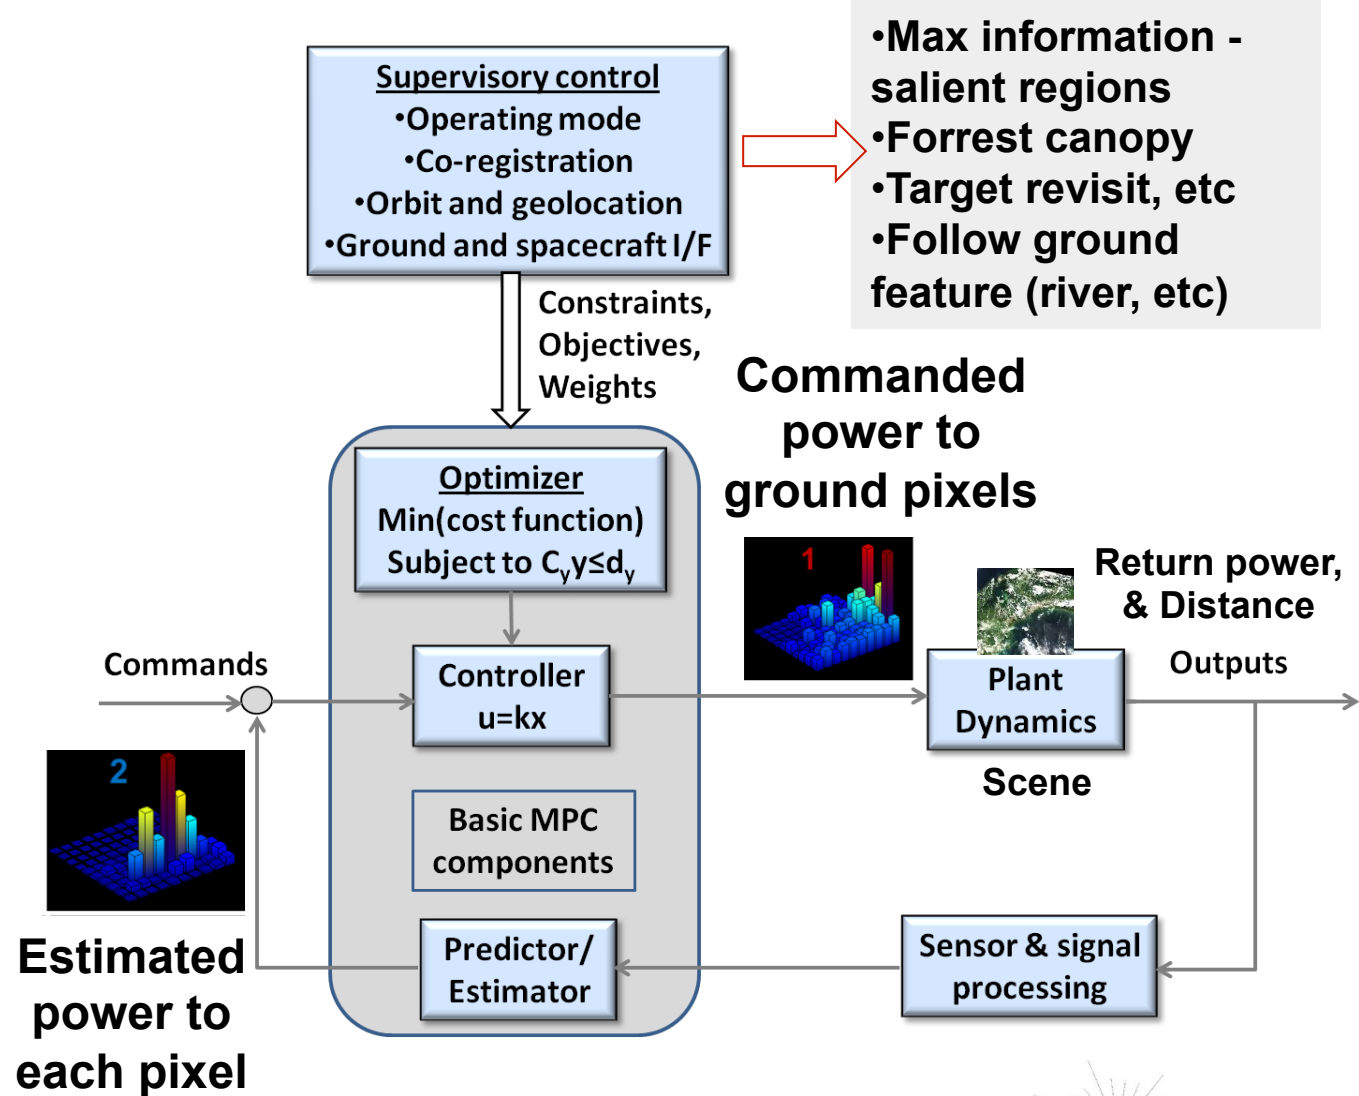 Supervisory control
•Operating mode
•Co-registration
•Orbit and geolocation
•Ground and spacecraft I/F
•Max information -
salient regions
•Forrest canopy
•Target revisit, etc
•Follow ground
feature (river, etc)
Constraints,
Objectives,
Weights
Commanded
power to
ground pixels
Optimizer
Min(cost function)
Subject to Cyy≤dy
1
Return power,
& Distance
Commands
Controller
u=kx
Plant
Dynamics
Outputs
Scene
2
Basic MPC
components
Estimated
power to
each pixel
Predictor/
Estimator
Sensor & signal
processing